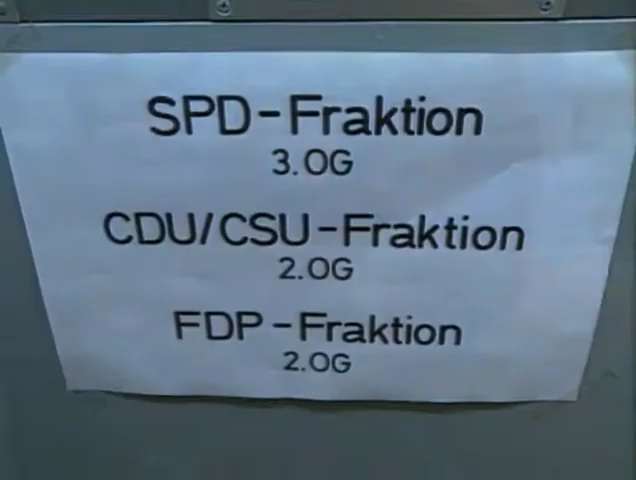 SPD-Fraktion
3.OG
CDU/CSU-Fraktion
2.OG
FDP-Fraktion
2.OG